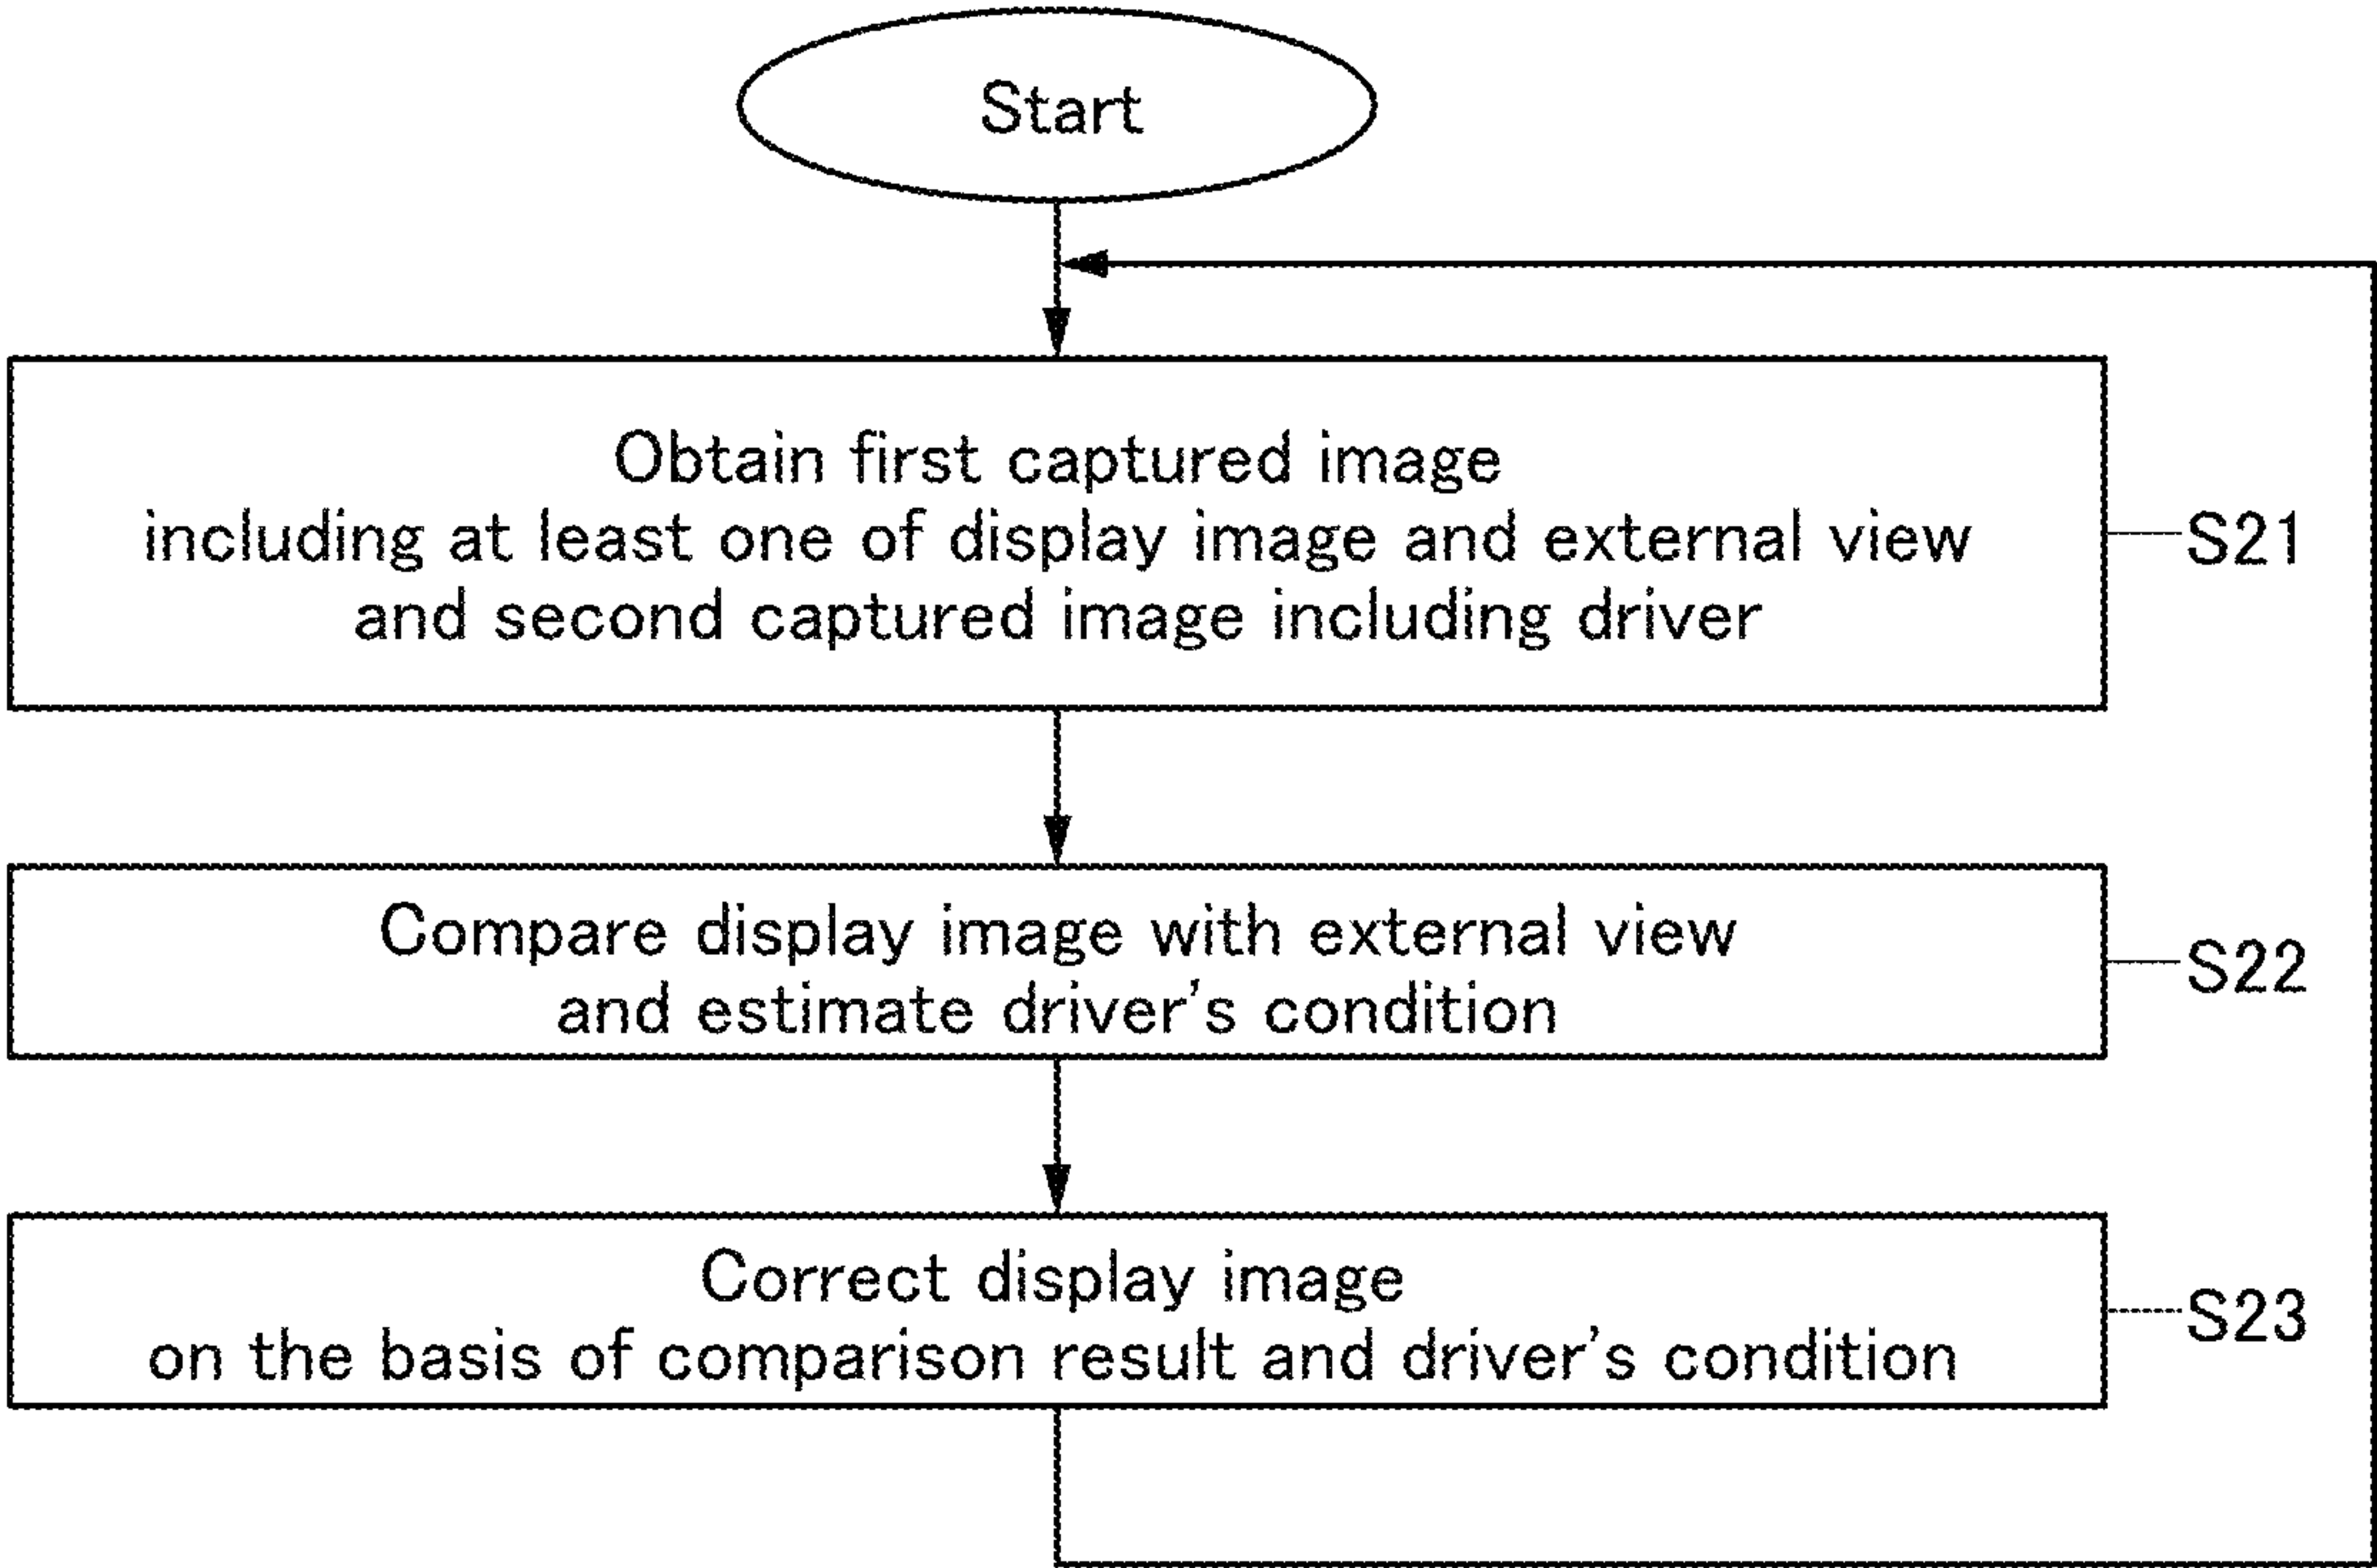 Start
Obtain first captured image
including at least one of display image and external view
and second captured image including driver
S21
Compare display image with external view
and estimate driver's condition
S22
Correct display image
on the basis of comparison result and driver's condition
S23